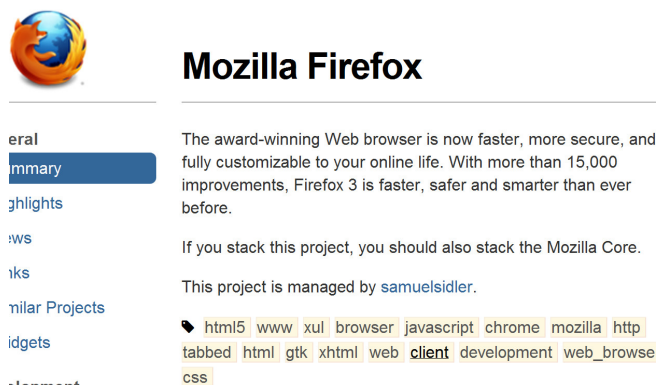 Mozilla Firefox
eral
ummary
ghlights
ews
nks
milar Projects
idgets
The award-winning Web browser is now faster, more secure, and
fully customizable to your online life. With more than 15,000
improvements, Firefox 3 is faster, safer and smarter than ever
before.
If you stack this project, you should also stack the Mozilla Core.
This project is managed by samuelsidler.
html5 www xul browser javascript chrome mozilla http
tabbed html gtk xhtml web client development web_browse
css